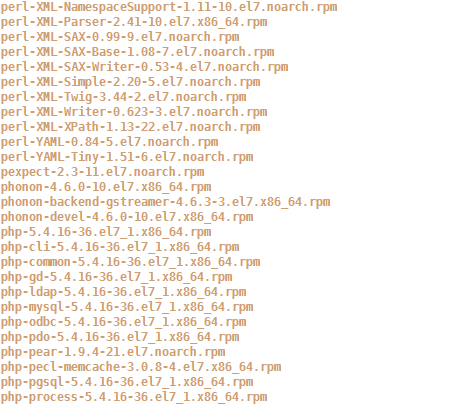 perl-XML-NamespaceSupport-1.11-10.el7.noarch.rpm
perl-XML-Parser-2.41-10.el7.x86_64.rpm
perl-XML-SAX-0.99-9.el7.noarch.rpm
perl-XML-SAX-Base-1.08-7.el7.noarch.rpm
perl-XML-SAX-Writer-0.53-4.el7.noarch.rpm
perl-XML-Simple-2.20-5.el7.noarch.rpm
perl-XML-Twig-3.44-2.el7.noarch.rpm
perl-XML-Writer-0.623-3.el7.noarch.rpm
perl-XML-XPath-1.13-22.el7.noarch.rpm
perl-YAML-0.84-5.el7.noarch.rpm
perl-YAML-Tiny-1.51-6.el7.noarch.rpm
pexpect-2.3-11.el7.noarch.rpm
phonon-4.6.0-10.el7.x86_64.rpm
phonon-backend-gstreamer-4.6.3-3.el7.x86_64.rpm
phonon-devel-4.6.0-10.el7.x86_64.rpm
php-5.4.16-36.el7_1.x86_64.rpm
php-cli-5.4.16-36.el7_1.x86_64.rpm
php-common-5.4.16-36.el7_1.x86_64.rpm
php-gd-5.4.16-36.el7_1.x86_64.rpm
php-ldap-5.4.16-36.el7_1.x86_64.rpm
php-mysql-5.4.16-36.el7_1.x86_64.rpm
php-odbc-5.4.16-36.el7_1.x86_64.rpm
php-pdo-5.4.16-36.el7_1.x86_64.rpm
php-pear-1.9.4-21.el7.noarch.rpm
php-pecl-memcache-3.0.8-4.el7.x86_64.rpm
php-pgsql-5.4.16-36.el7_1.x86_64.rpm
php-process-5.4.16-36.el7_1.x86_64.rpm